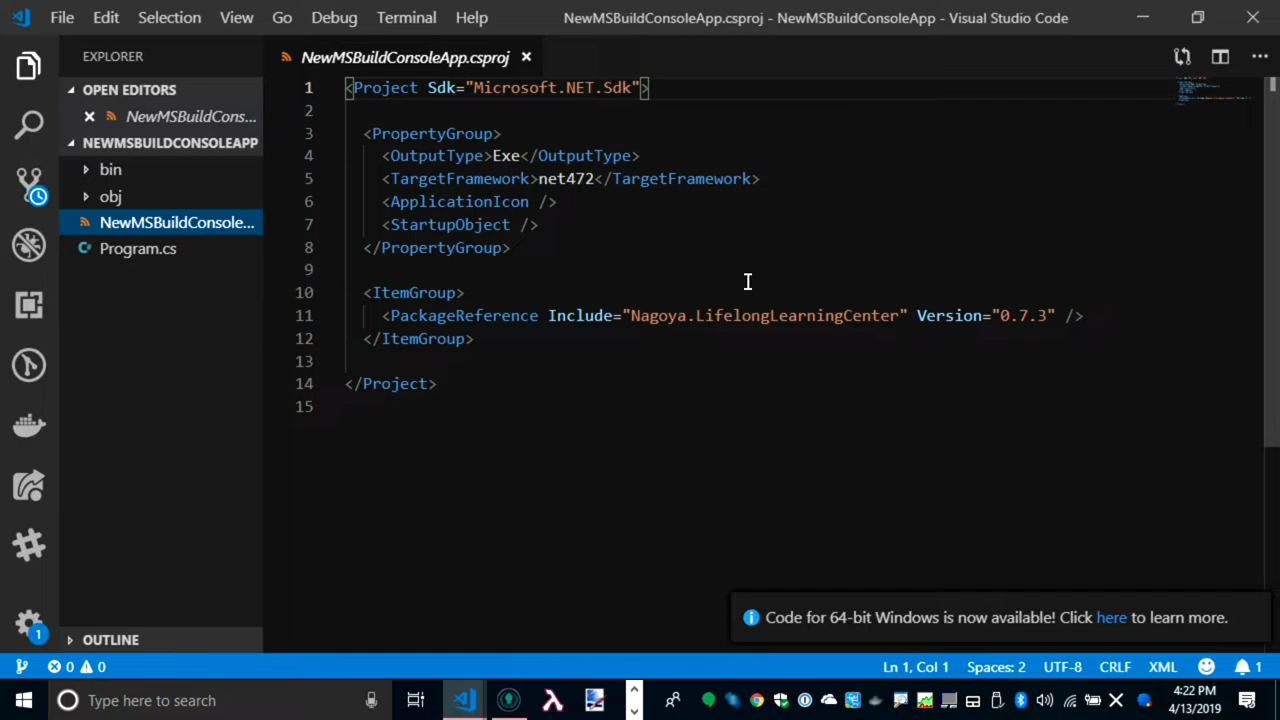 File Edit Selection View Go Debug Terminal Help NewMSBuildConsoleApp.csproj - NewMSBuildConsoleApp - Visual Studio Code
EXPLORER
OPEN EDITORS
NewMSBuildCons...
NEWMSBUILDCONSOLEAPP
bin
obj
NewMSBuildConsole...
Program.cs
OUTLINE
1
NewMSBuildConsoleApp.csproj
1 <Project Sdk="Microsoft.NET.Sdk">
2
3 <PropertyGroup>
4 <OutputType>Exe</OutputType>
5 <TargetFramework>net472</TargetFramework>
6 <ApplicationIcon />
7 <StartupObject />
8 </PropertyGroup>
9
10 <ItemGroup>
11 <PackageReference Include="Nagoya.LifelongLearningCenter" Version="0.7.3" />
12 </ItemGroup>
13
14 </Project>
15
Code for 64-bit Windows is now available! Click here to learn more.
0 0 Ln 1, Col 1 Spaces: 2 UTF-8 CRLF XML 1
Type here to search
4:22 PM
4/13/2019